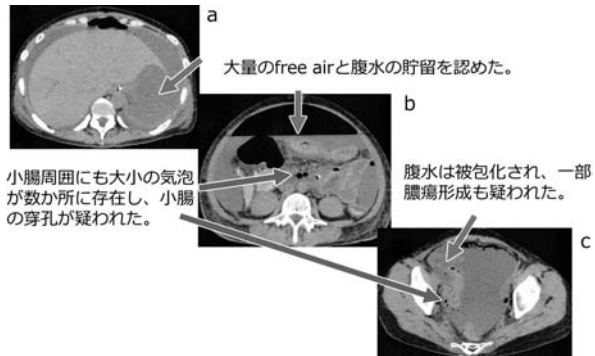 a
大量のfree airと腹水の貯留を認めた。
b
小腸周囲にも大小の気泡
が数か所に存在し、小腸
の穿孔が疑われた。
腹水は被包化され、一部
膿瘍形成も疑われた。
c